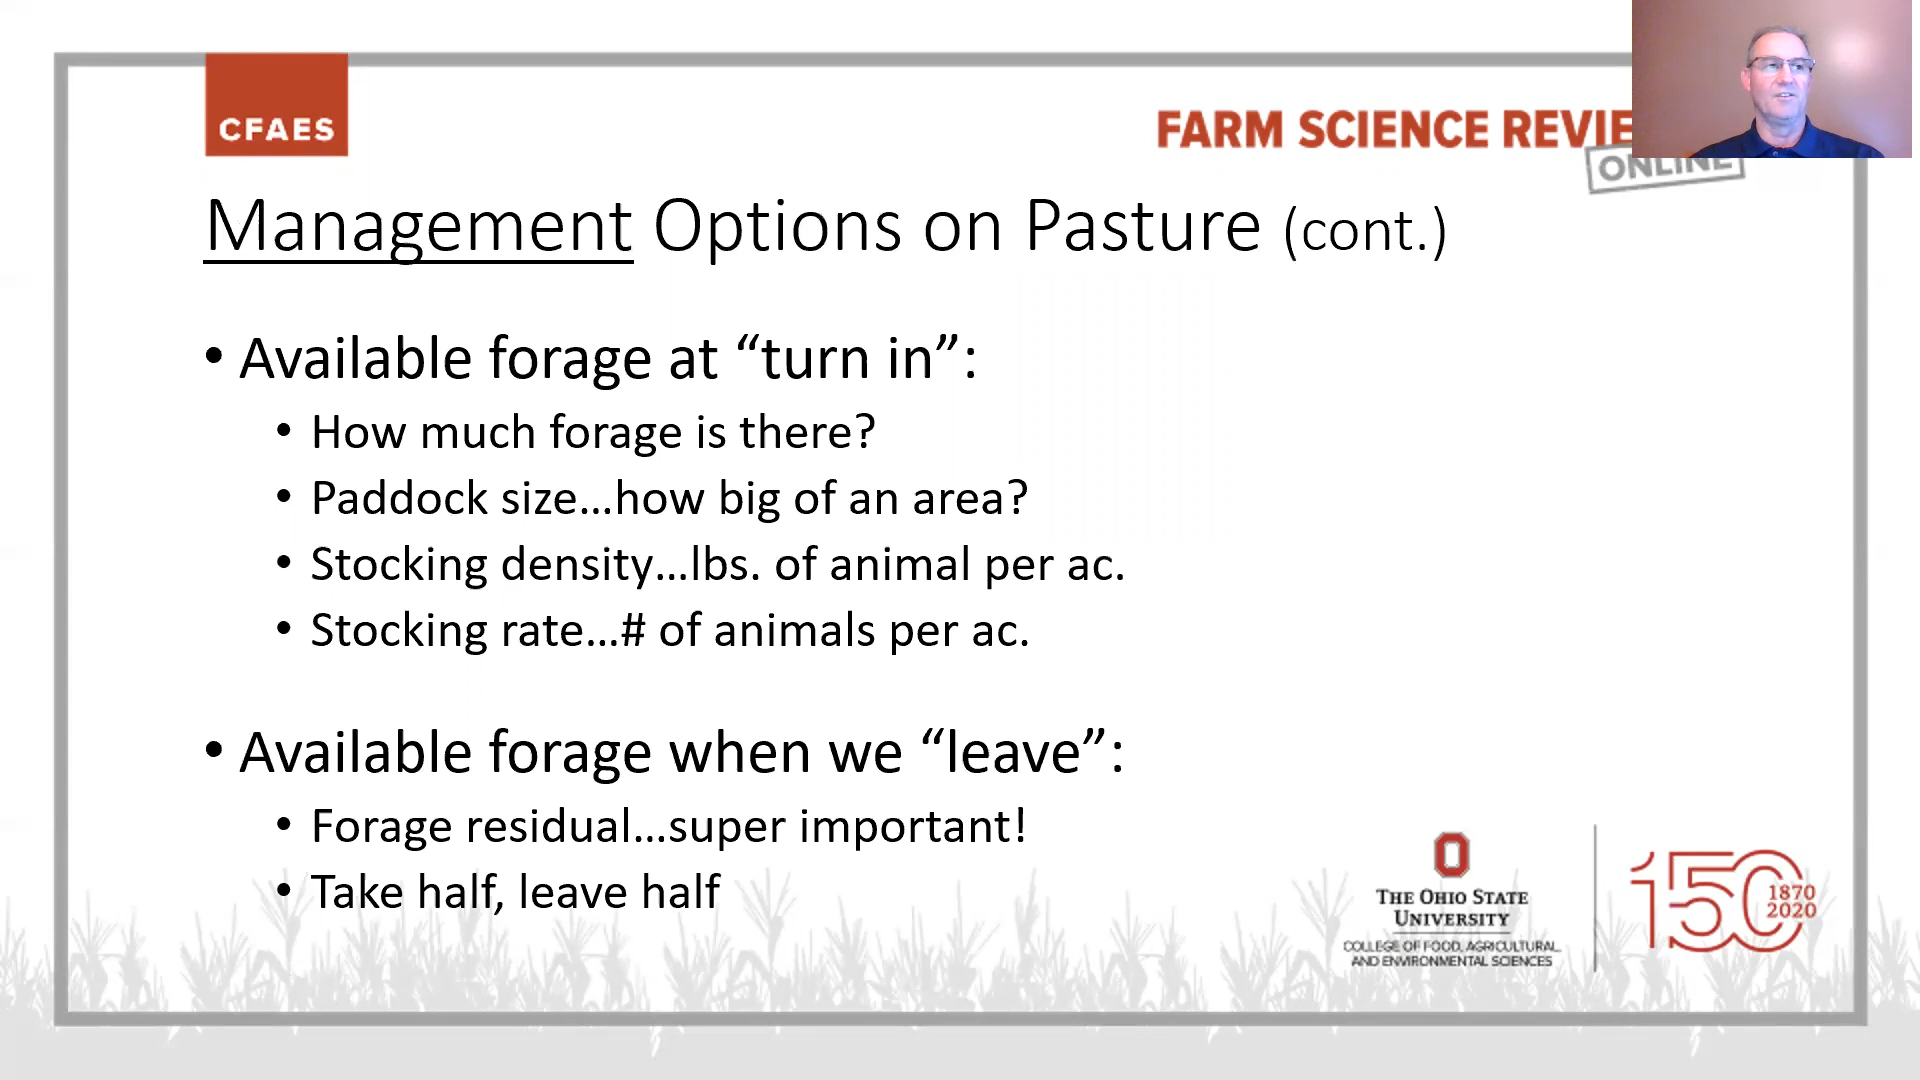 CFAES
FARM SCIENCE REVIE
ONLINE
Management Options on Pasture (cont.)
• Available forage at “turn in”:
• How much forage is there?
• Paddock size...how big of an area?
• Stocking density...lbs. of animal per ac.
• Stocking rate...# of animals per ac.
• Available forage when we “leave”:
• Forage residual...super important!
• Take half, leave half
THE OHIO STATE
UNIVERSITY
COLLEGE OF FOOD, AGRICULTURAL,
AND ENVIRONMENTAL SCIENCES
150
1870
2020